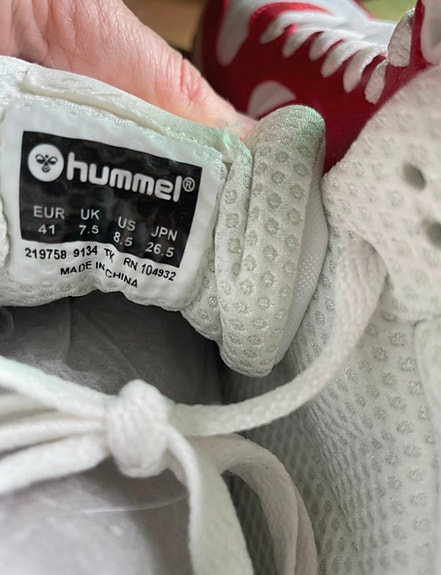 hummel®
EUR UK US JPN
41 7.5 8.5 26.5
219758 9134 TK RN 104932
MADE IN CHINA